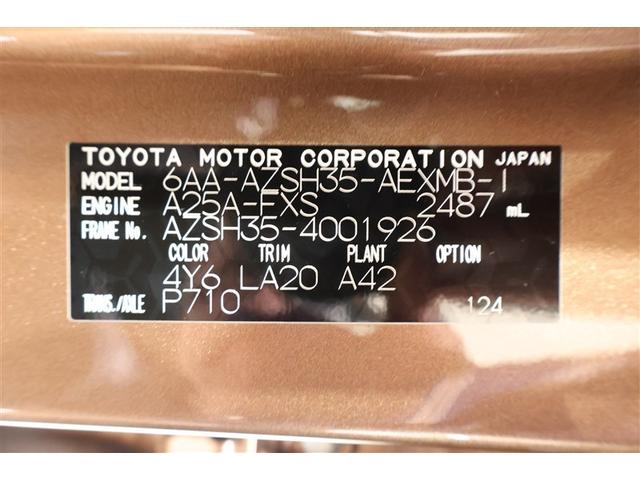 TOYOTA MOTOR CORPORATION JAPAN
MODEL 6AA-AZSH35-AEXMB-1
ENGINE A25A-FXS 2487 mL
FRAME No. AZSH35-4001926
COLOR TRIM PLANT OPTION
4Y6 LA20 A42
TRANS./AXLE P710 124